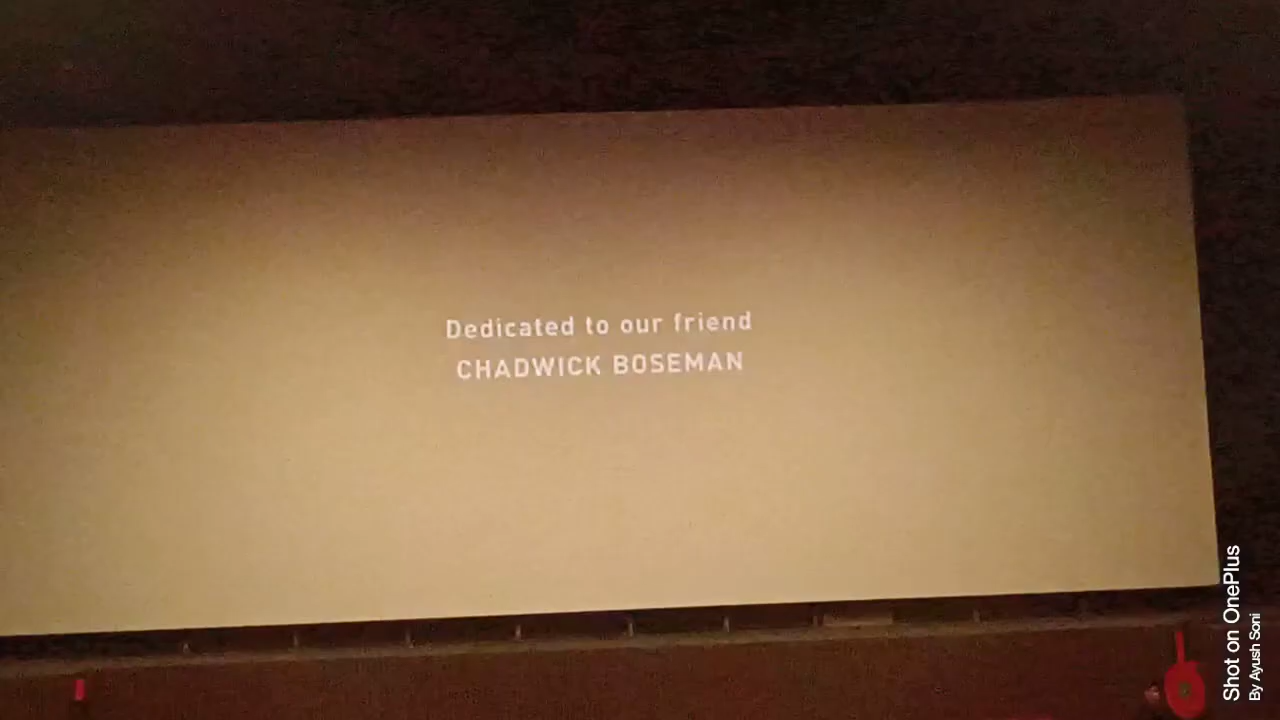 Dedicated to our friend
CHADWICK BOSEMAN
Shot on OnePlus
By Ayush Soni